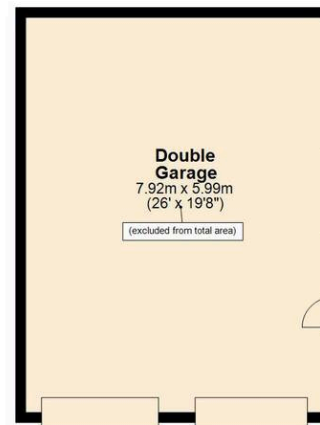 Double
Garage
7.92m x 5.99m
(26' x 19'8")
(excluded from total area)